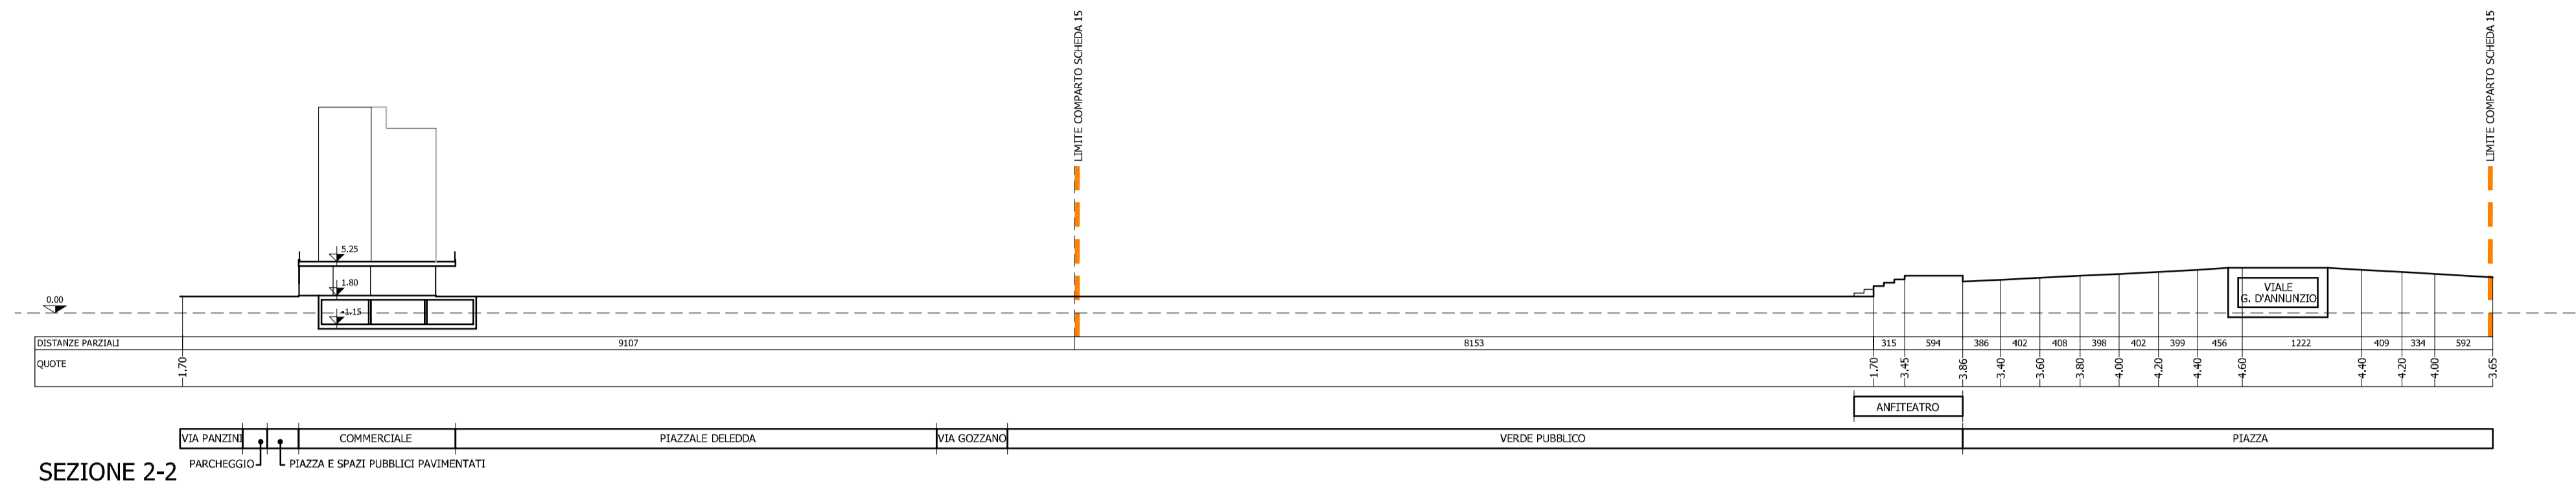 LIMITE COMPARTO SCHEDA 15
LIMITE COMPARTO SCHEDA 15
5.25
1.80
-1.15
0.00
VIALE
G. D'ANNUNZIO
DISTANZE PARZIALI 9107 8153 315 594 386 402 408 398 402 399 456 1222 409 334 592
QUOTE 1.70 1.70 3.45 3.86 3.40 3.60 3.80 4.00 4.20 4.40 4.60 4.40 4.20 4.00 3.65
ANFITEATRO
VIA PANZINI COMMERCIALE PIAZZALE DELEDDA VIA GOZZANO VERDE PUBBLICO PIAZZA
PARCHEGGIO PIAZZA E SPAZI PUBBLICI PAVIMENTATI
SEZIONE 2-2